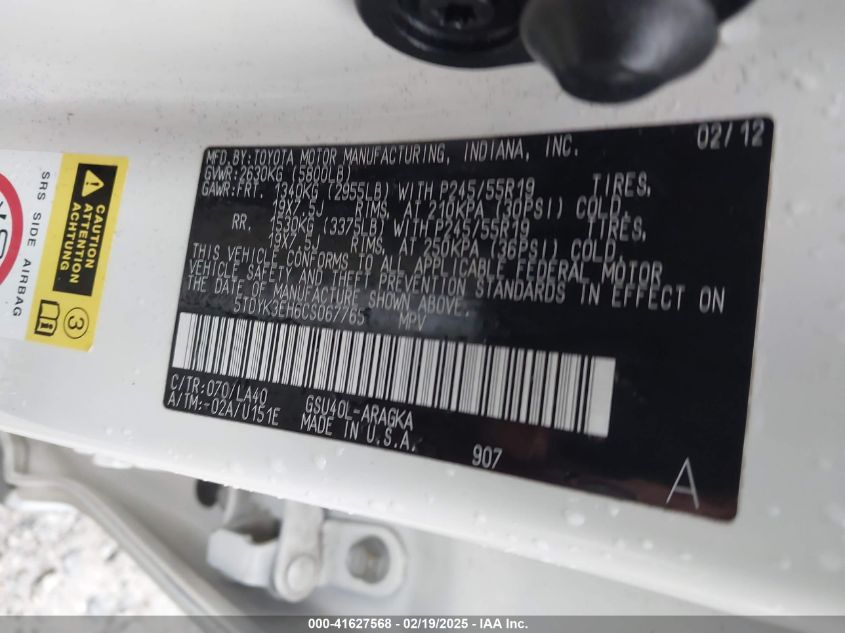 MFD.BY:TOYOTA MOTOR MANUFACTURING, INDIANA, INC. 02/12
GVWR:2630KG (5800LB)
GAWR:FRT. 1340KG (2955LB) WITH P245/55R19 TIRES,
19X7.5J RIMS, AT 210KPA (30PSI) COLD.
RR. 1530KG (3375LB) WITH P245/55R19 TIRES,
19X7.5J RIMS, AT 250KPA (36PSI) COLD.
THIS VEHICLE CONFORMS TO ALL APPLICABLE FEDERAL MOTOR
VEHICLE SAFETY AND THEFT PREVENTION STANDARDS IN EFFECT ON
THE DATE OF MANUFACTURE SHOWN ABOVE.
5TDYK3EH6CS067765 MPV
C/TR:070/LA40 GSU40L-ARAGKA
A/TM:-02A/U151E MADE IN U.S.A.
907
A
SRS SIDE AIRBAG
CAUTION
ATTENTION
3
000-41627568 - 02/19/2025 - IAA Inc.